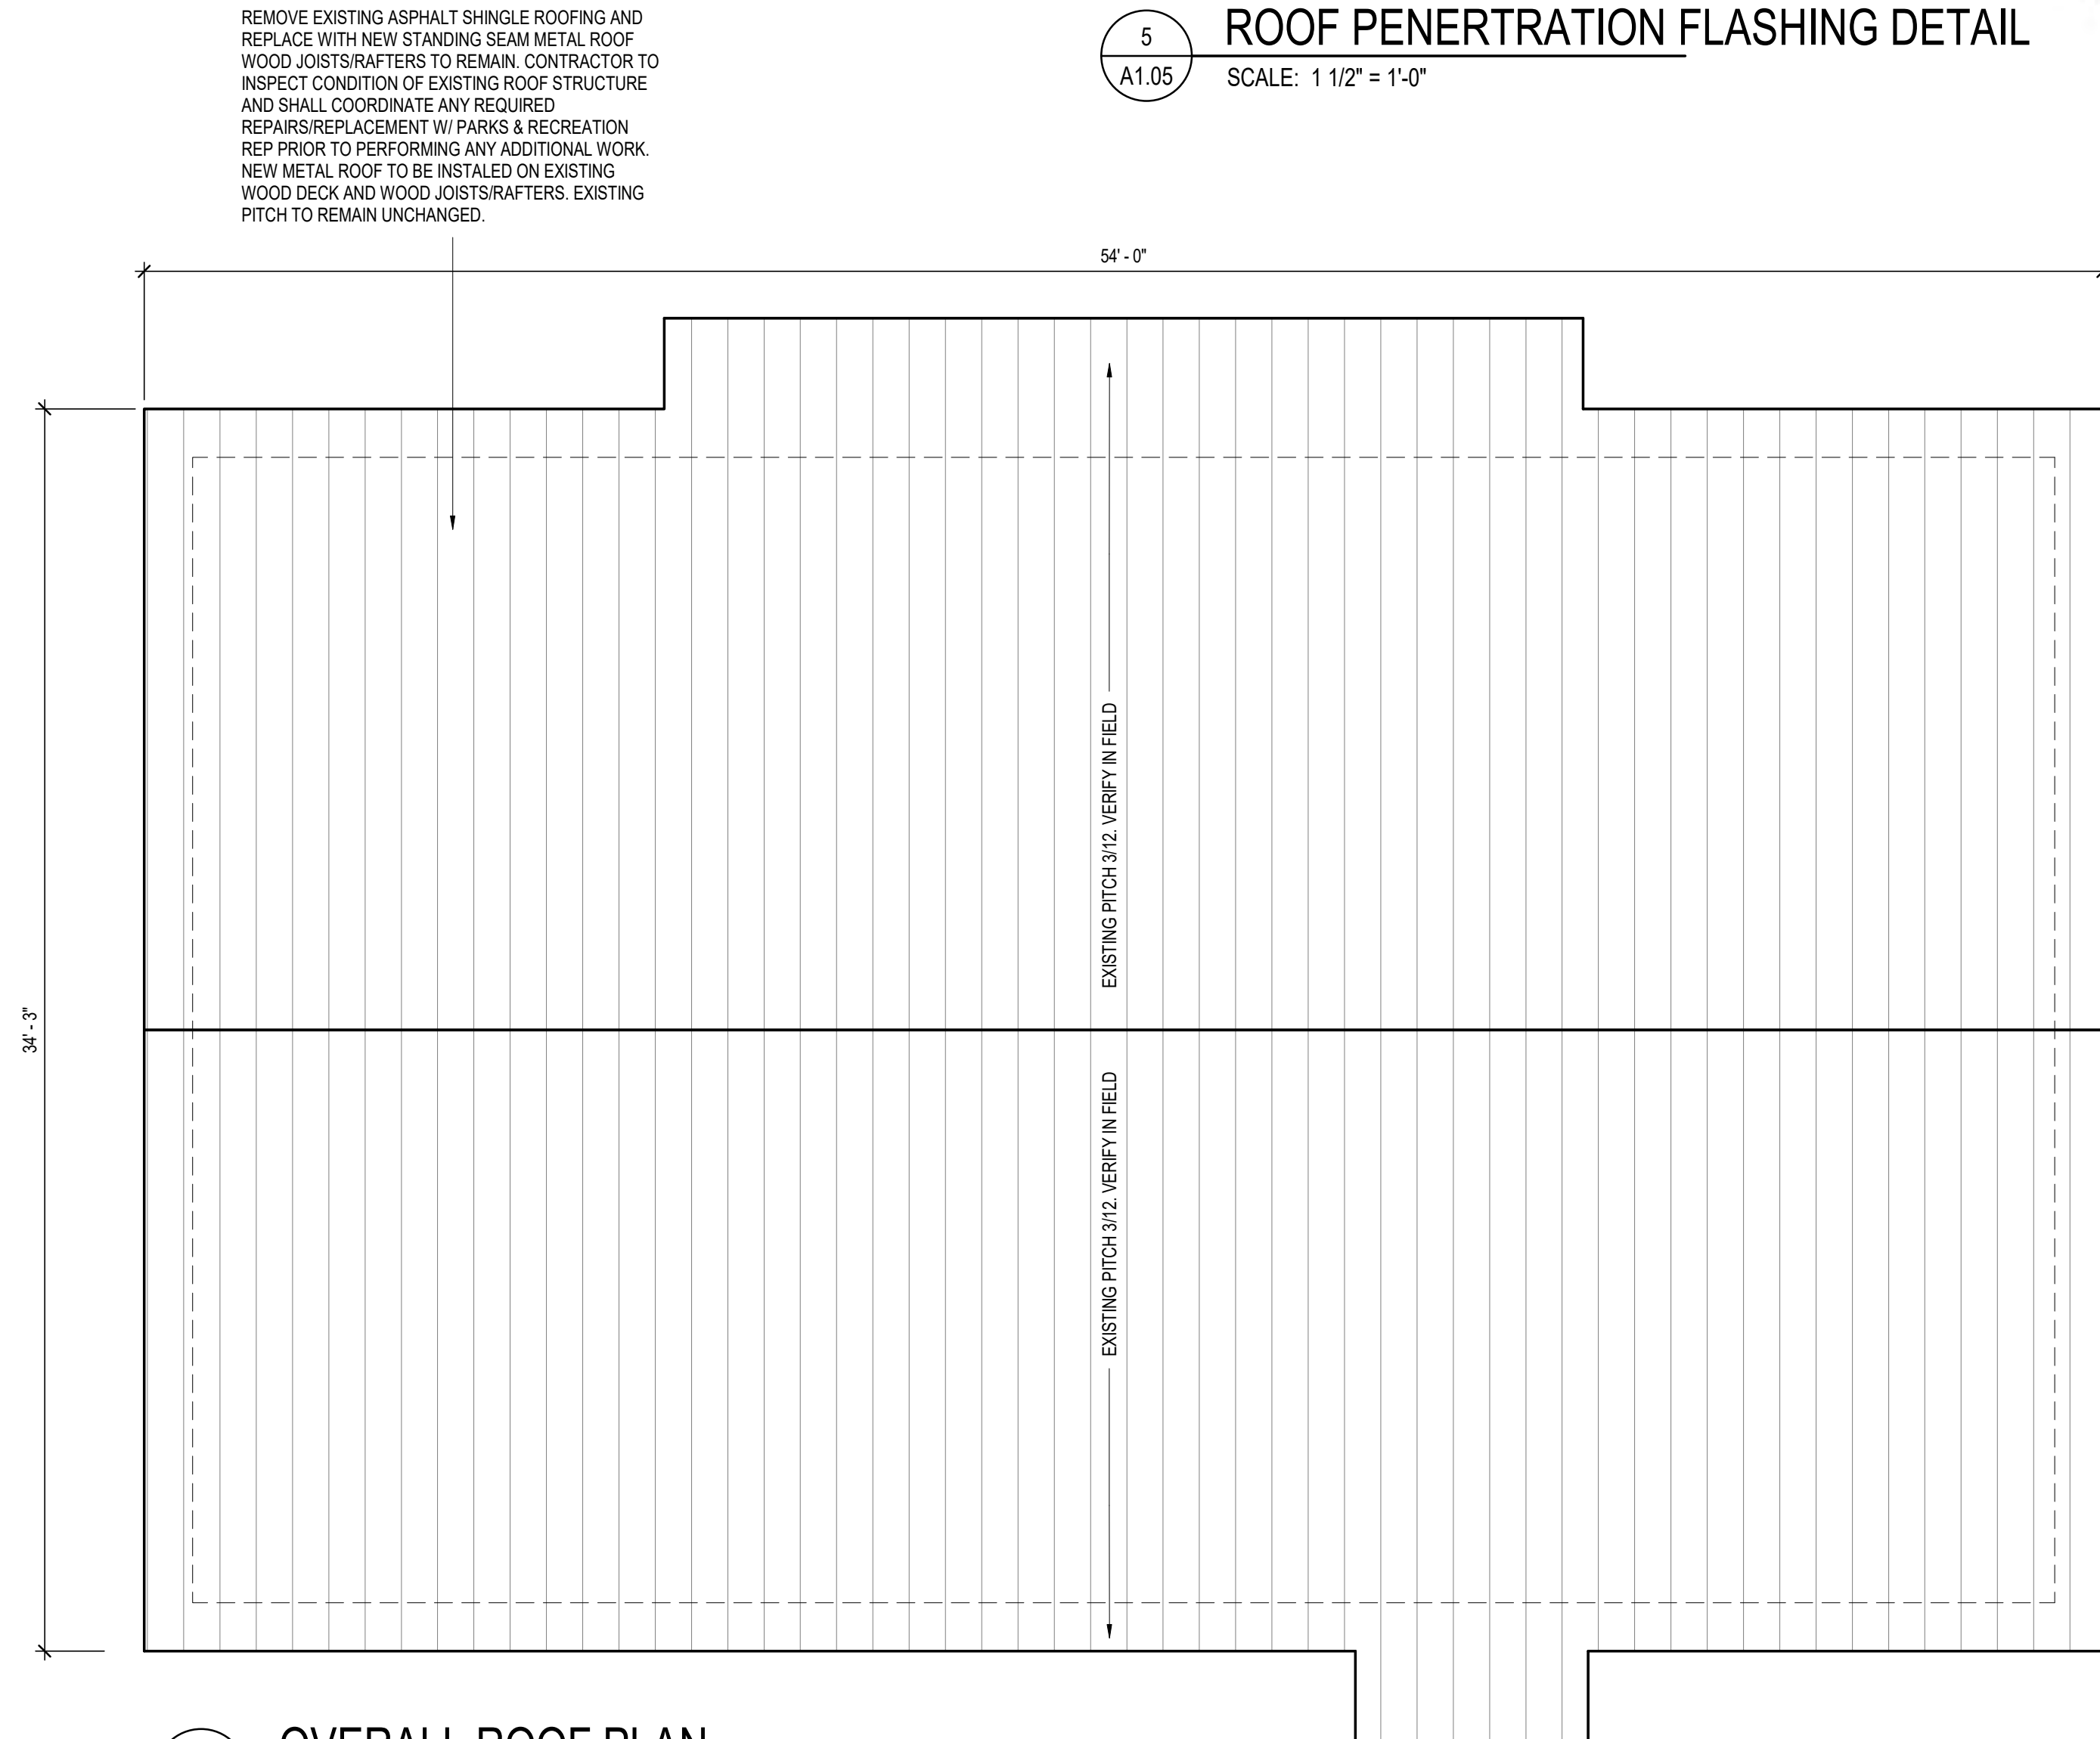 REMOVE EXISTING ASPHALT SHINGLE ROOFING AND
REPLACE WITH NEW STANDING SEAM METAL ROOF
WOOD JOISTS/RAFTERS TO REMAIN. CONTRACTOR TO
INSPECT CONDITION OF EXISTING ROOF STRUCTURE
AND SHALL COORDINATE ANY REQUIRED
REPAIRS/REPLACEMENT W/ PARKS & RECREATION
REP PRIOR TO PERFORMING ANY ADDITIONAL WORK.
NEW METAL ROOF TO BE INSTALED ON EXISTING
WOOD DECK AND WOOD JOISTS/RAFTERS. EXISTING
PITCH TO REMAIN UNCHANGED.
5
A1.05
ROOF PENERTRATION FLASHING DETAIL
SCALE: 1 1/2" = 1'-0"
54' - 0"
34' - 3"
EXISTING PITCH 3/12. VERIFY IN FIELD
EXISTING PITCH 3/12. VERIFY IN FIELD
OVERALL ROOF PLAN